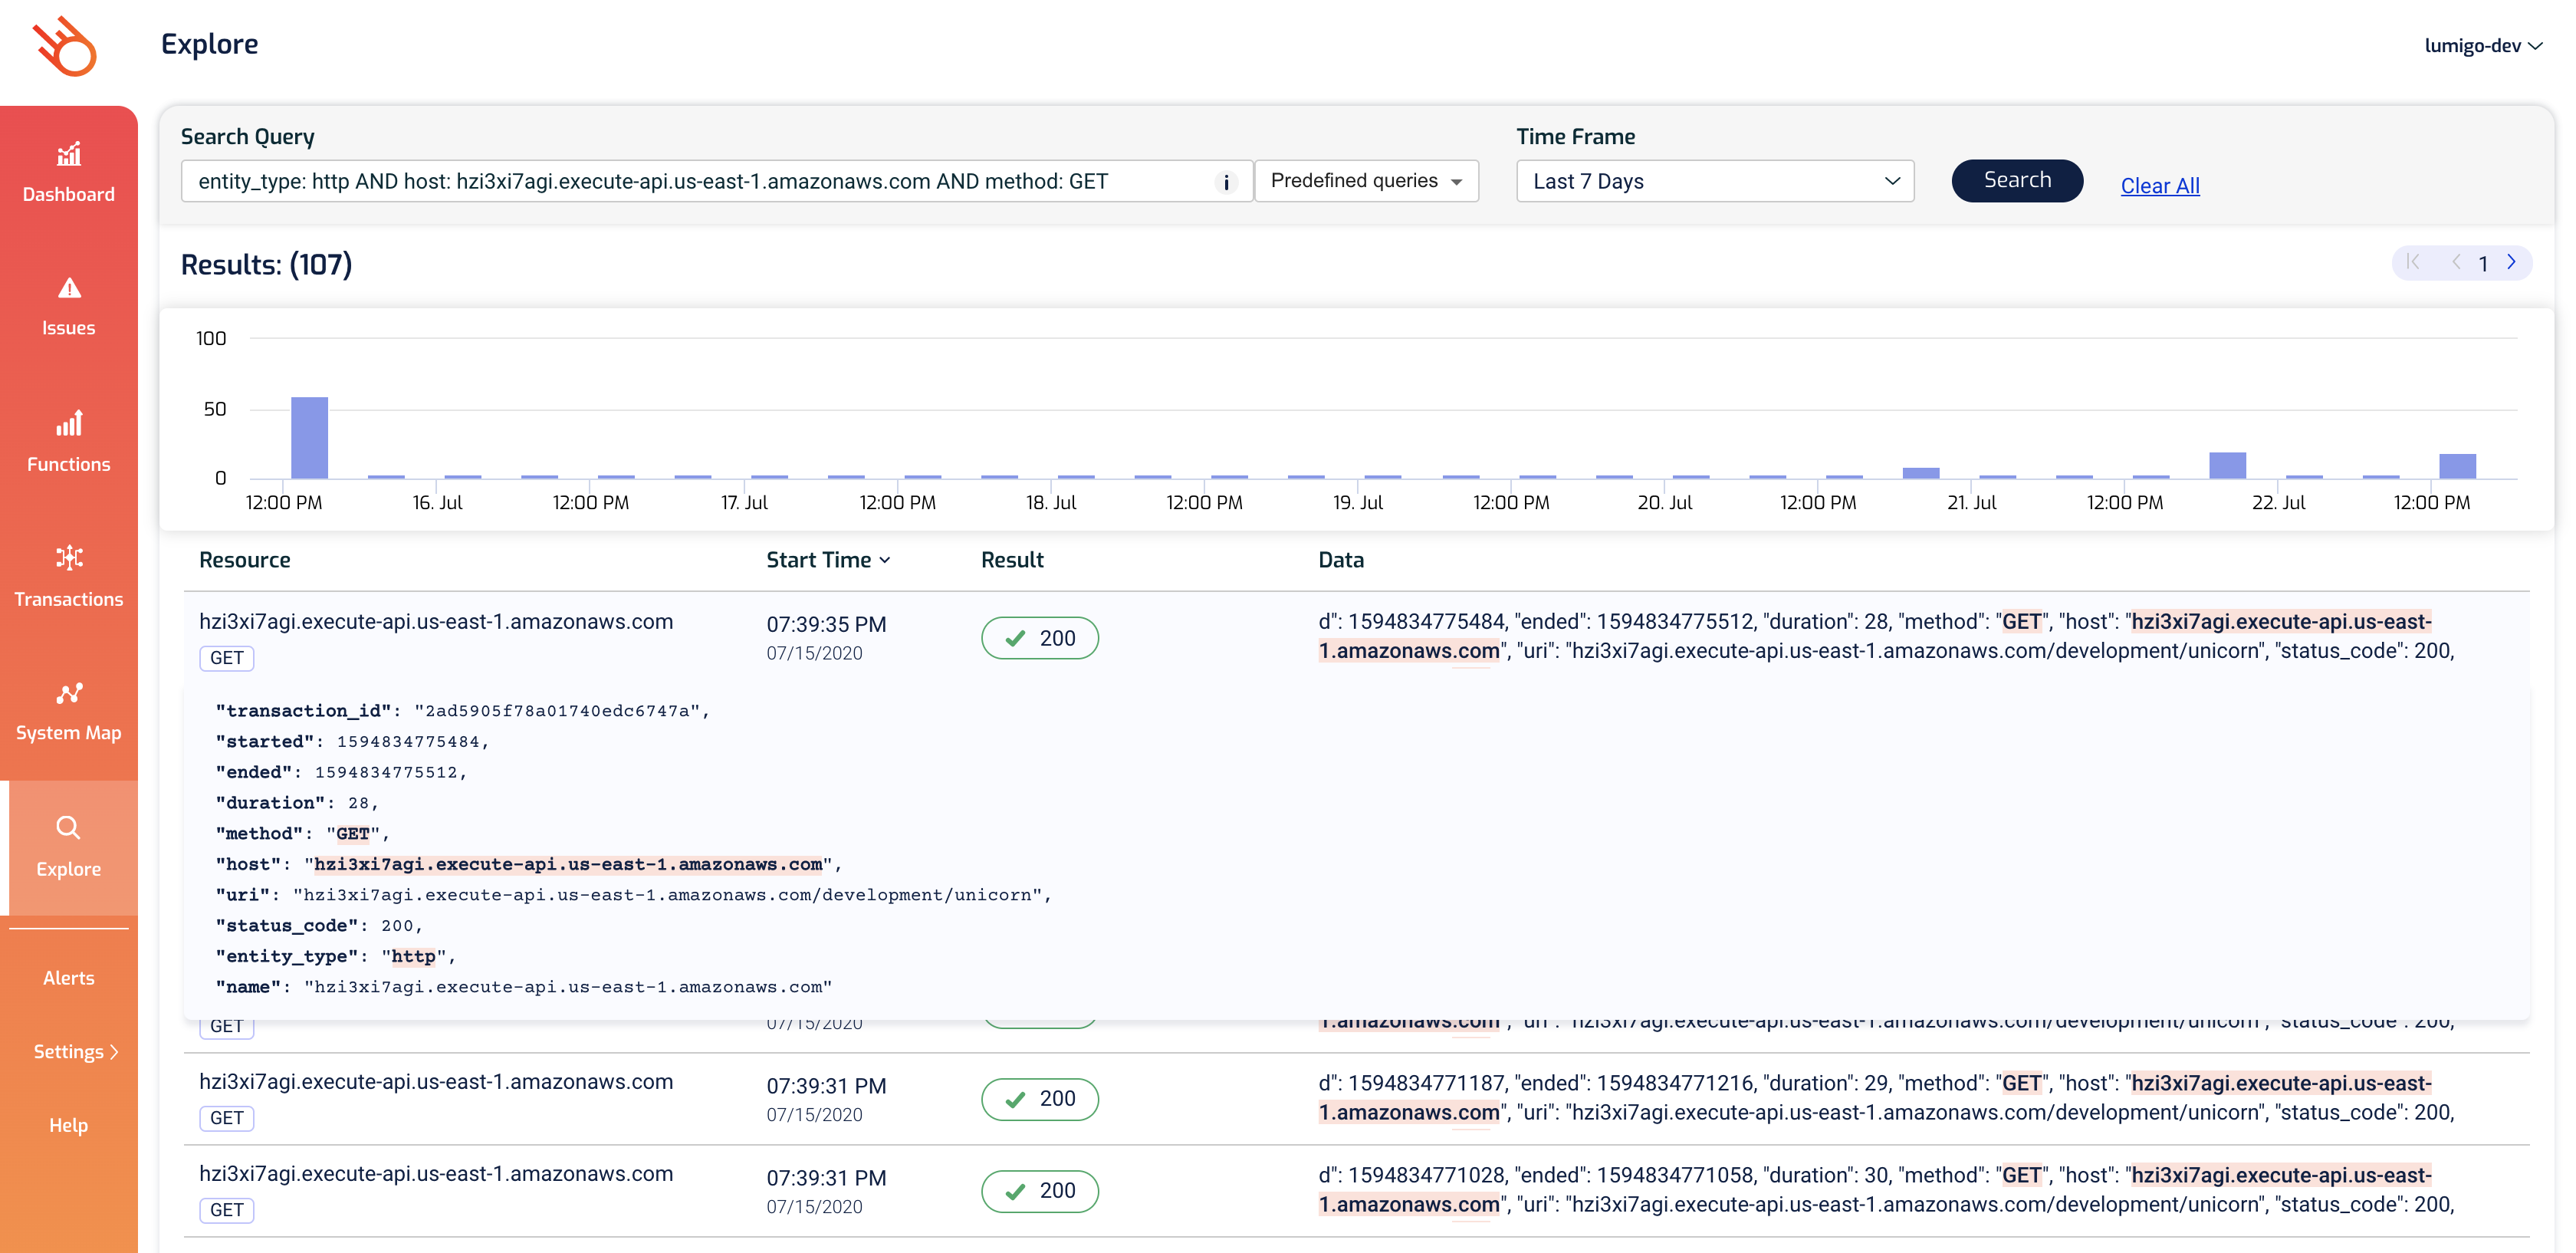 Explore
lumigo-dev
Dashboard
Issues
Functions
Transactions
System Map
Explore
Alerts
Settings
Help
Search Query
Time Frame
entity_type: http AND host: hzi3xi7agi.execute-api.us-east-1.amazonaws.com AND method: GET
i
Predefined queries
Last 7 Days
Search
Clear All
Results: (107)
1
100
50
0
12:00 PM 16. Jul 12:00 PM 17. Jul 12:00 PM 18. Jul 12:00 PM 19. Jul 12:00 PM 20. Jul 12:00 PM 21. Jul 12:00 PM 22. Jul 12:00 PM
Resource Start Time Result Data
hzi3xi7agi.execute-api.us-east-1.amazonaws.com
GET
07:39:35 PM
07/15/2020
200
d": 1594834775484, "ended": 1594834775512, "duration": 28, "method": "GET", "host": "hzi3xi7agi.execute-api.us-east-
1.amazonaws.com", "uri": "hzi3xi7agi.execute-api.us-east-1.amazonaws.com/development/unicorn", "status_code": 200,
"transaction_id": "2ad5905f78a01740edc6747a",
"started": 1594834775484,
"ended": 1594834775512,
"duration": 28,
"method": "GET",
"host": "hzi3xi7agi.execute-api.us-east-1.amazonaws.com",
"uri": "hzi3xi7agi.execute-api.us-east-1.amazonaws.com/development/unicorn",
"status_code": 200,
"entity_type": "http",
"name": "hzi3xi7agi.execute-api.us-east-1.amazonaws.com"
GET
07/15/2020
1.amazonaws.com", "uri": "hzi3xi7agi.execute-api.us-east-1.amazonaws.com/development/unicorn", "status_code": 200,
hzi3xi7agi.execute-api.us-east-1.amazonaws.com
GET
07:39:31 PM
07/15/2020
200
d": 1594834771187, "ended": 1594834771216, "duration": 29, "method": "GET", "host": "hzi3xi7agi.execute-api.us-east-
1.amazonaws.com", "uri": "hzi3xi7agi.execute-api.us-east-1.amazonaws.com/development/unicorn", "status_code": 200,
hzi3xi7agi.execute-api.us-east-1.amazonaws.com
GET
07:39:31 PM
07/15/2020
200
d": 1594834771028, "ended": 1594834771058, "duration": 30, "method": "GET", "host": "hzi3xi7agi.execute-api.us-east-
1.amazonaws.com", "uri": "hzi3xi7agi.execute-api.us-east-1.amazonaws.com/development/unicorn", "status_code": 200,